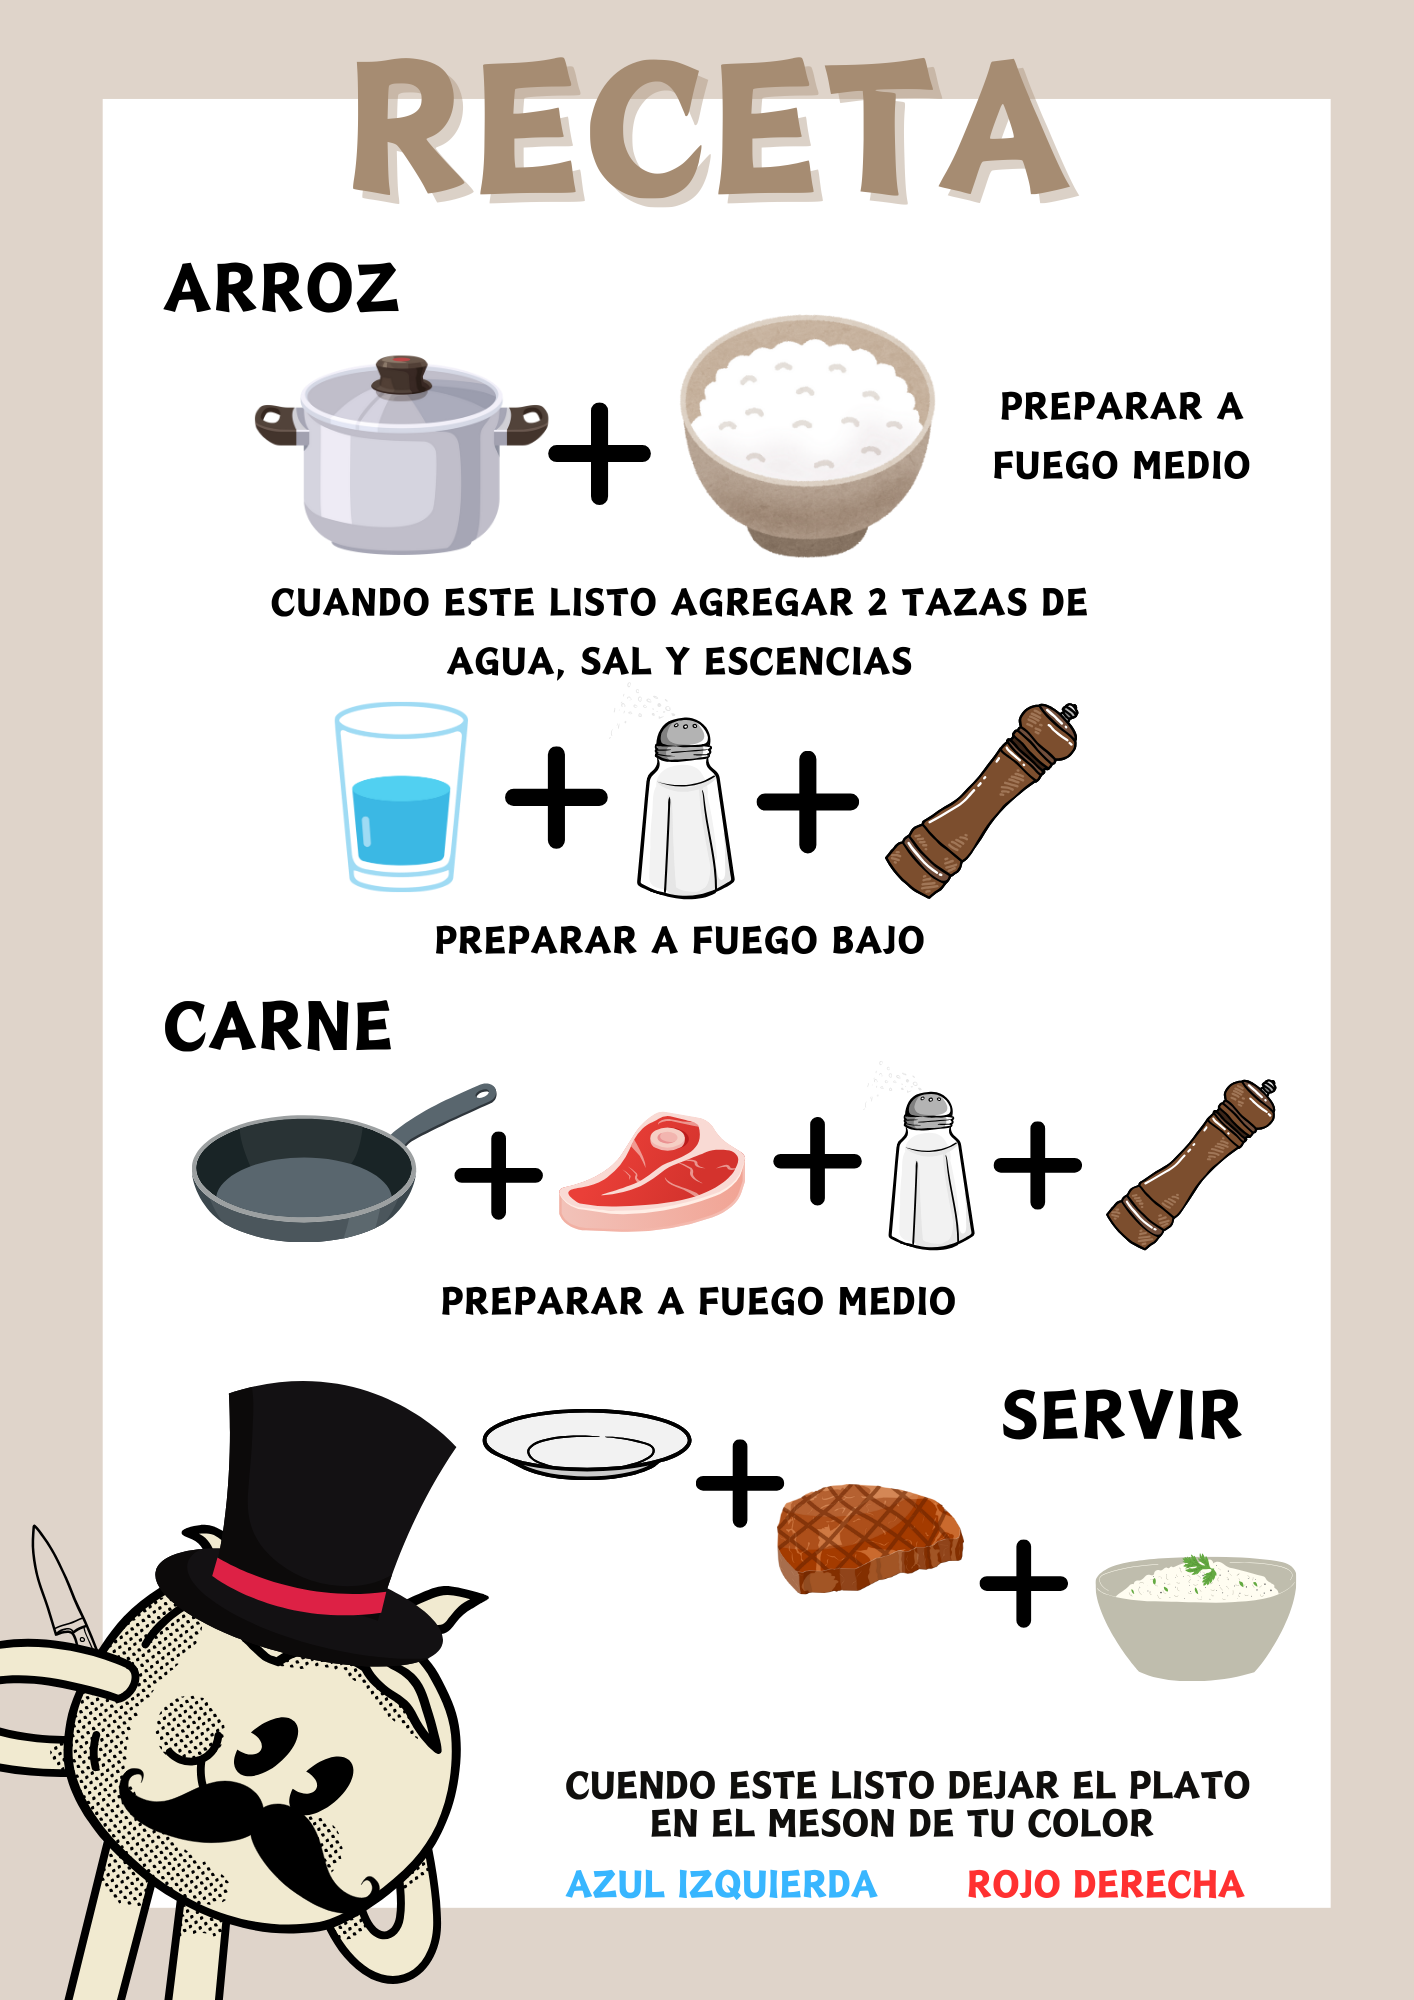 RECETA
ARROZ
PREPARAR A
FUEGO MEDIO
CUANDO ESTE LISTO AGREGAR 2 TAZAS DE
AGUA, SAL Y ESCENCIAS
PREPARAR A FUEGO BAJO
CARNE
PREPARAR A FUEGO MEDIO
SERVIR
CUENDO ESTE LISTO DEJAR EL PLATO
EN EL MESON DE TU COLOR
AZUL IZQUIERDA
ROJO DERECHA